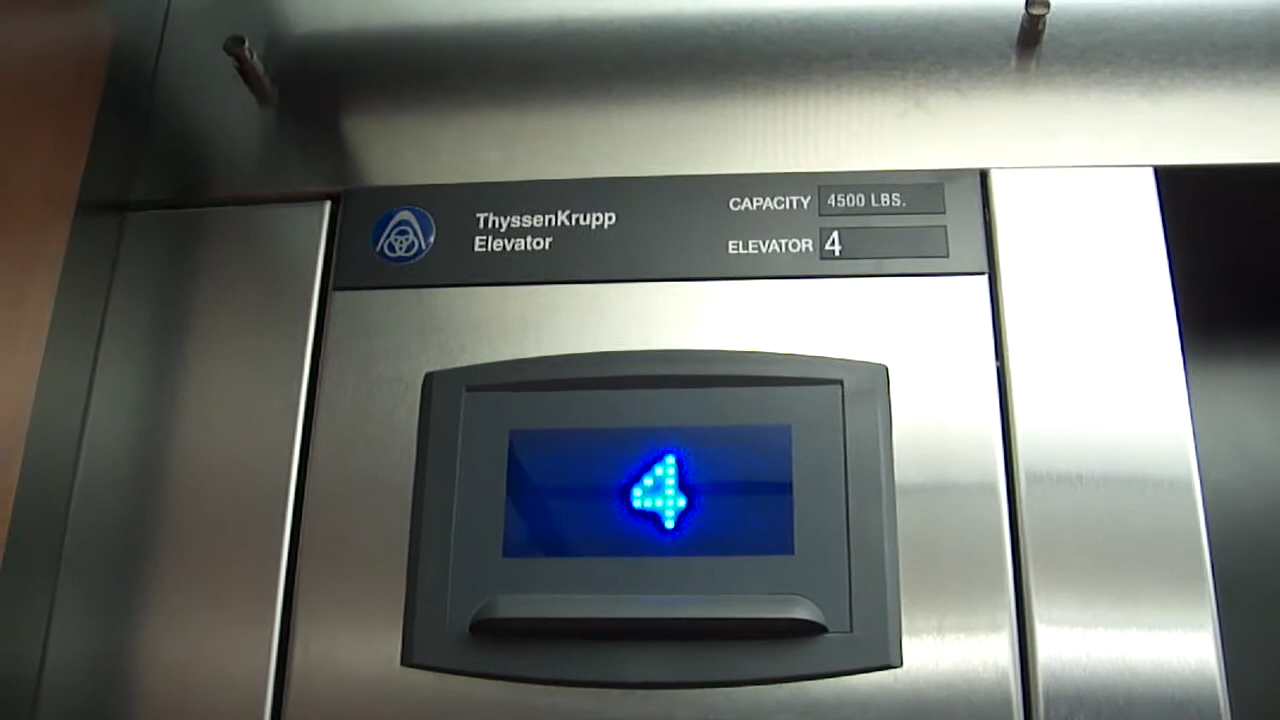 ThyssenKrupp
Elevator
CAPACITY 4500 LBS.
ELEVATOR 4
4